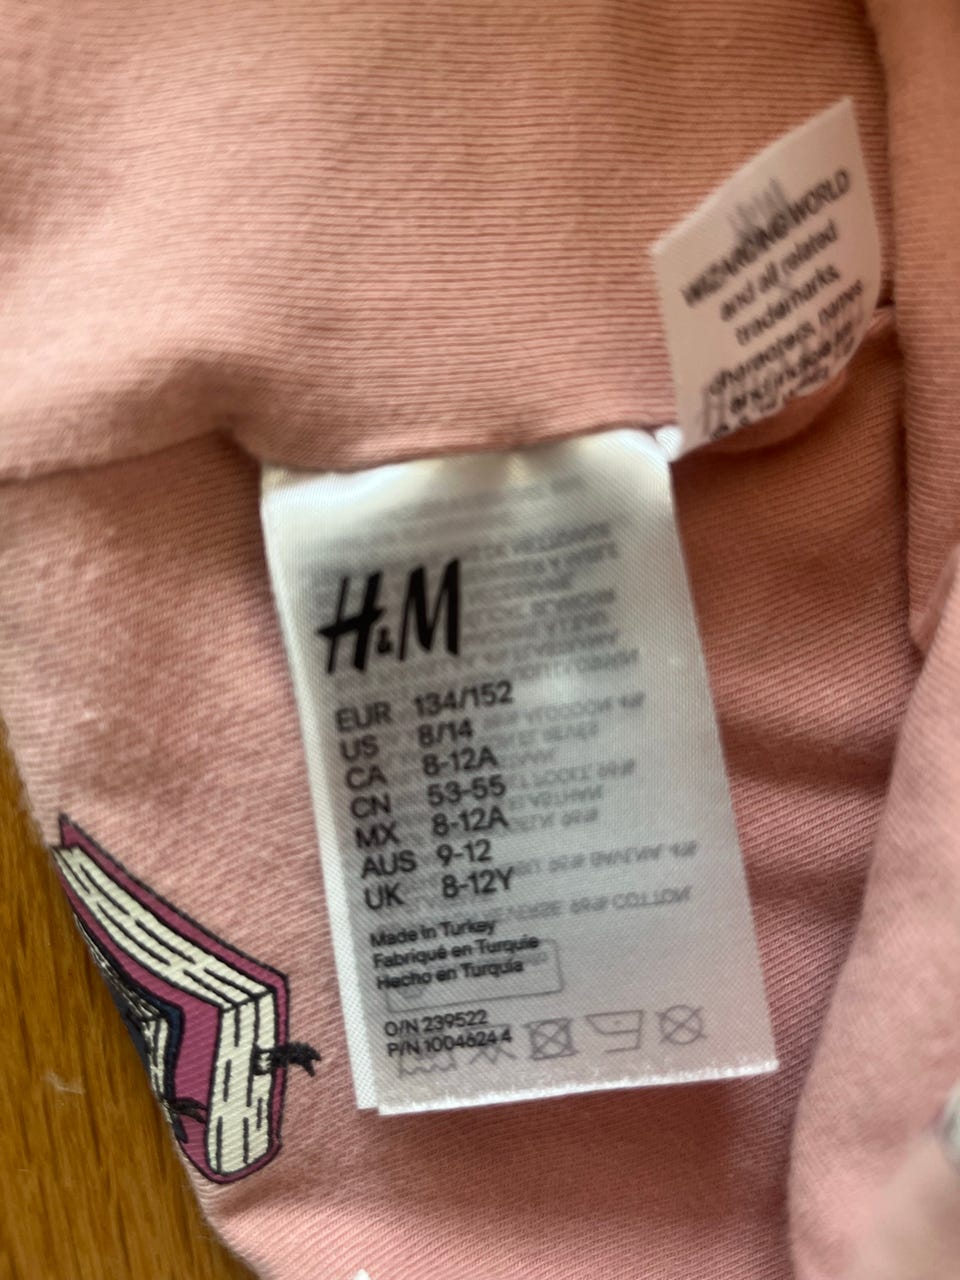 WIZARDING WORLD
and all related
trademarks,
characters, names
H&M
EUR 134/152
US 8/14
CA 8-12A
CN 53-55
MX 8-12A
AUS 9-12
UK 8-12Y
Made in Turkey
Fabriqué en Turquie
Hecho en Turquía
O/N 239522
P/N 10046244